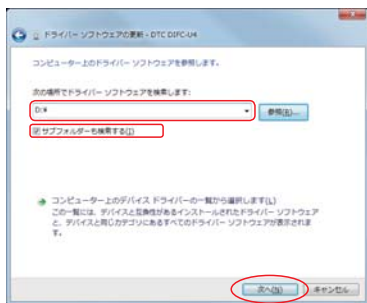 ドライバー ソフトウェアの更新 - DTC DIFC-U4
コンピューター上のドライバー ソフトウェアを参照します。
次の場所でドライバー ソフトウェアを検索します:
D:¥
参照(R)...
サブフォルダーも検索する(I)
コンピューター上のデバイス ドライバーの一覧から選択します(L)
この一覧には、デバイスと互換性があるインストールされたドライバー ソフトウェア
と、デバイスと同じカテゴリにあるすべてのドライバー ソフトウェアが表示されま
す。
次へ(N)
キャンセル